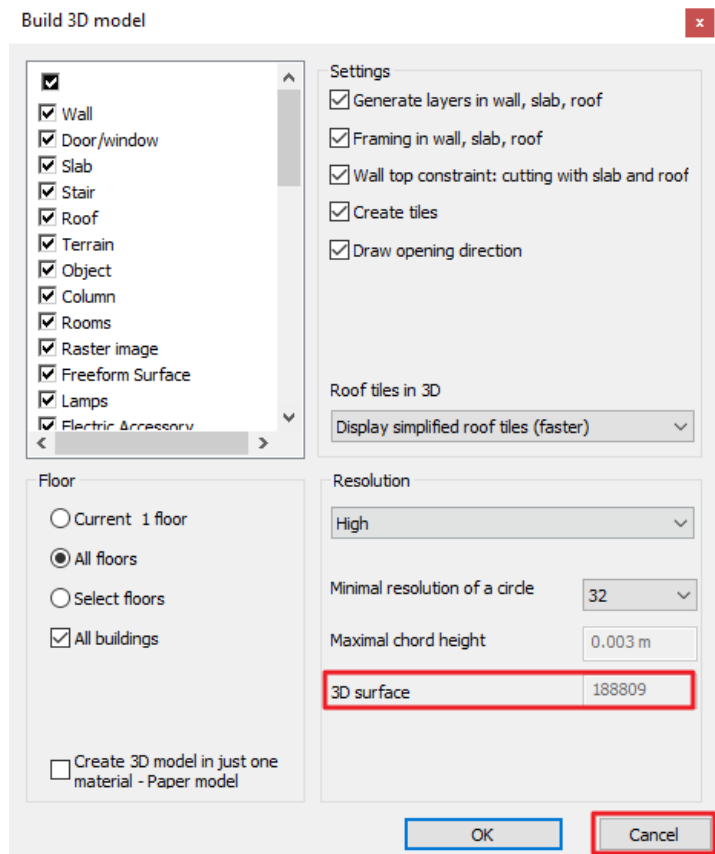 Build 3D model
x
Wall
Door/window
Slab
Stair
Roof
Terrain
Object
Column
Rooms
Raster image
Freeform Surface
Lamps
Electric Accessory
Settings
Generate layers in wall, slab, roof
Framing in wall, slab, roof
Wall top constraint: cutting with slab and roof
Create tiles
Draw opening direction
Roof tiles in 3D
Display simplified roof tiles (faster)
Floor
Current 1 floor
All floors
Select floors
All buildings
Create 3D model in just one
material - Paper model
Resolution
High
Minimal resolution of a circle
32
Maximal chord height
0.003 m
3D surface
188809
OK
Cancel